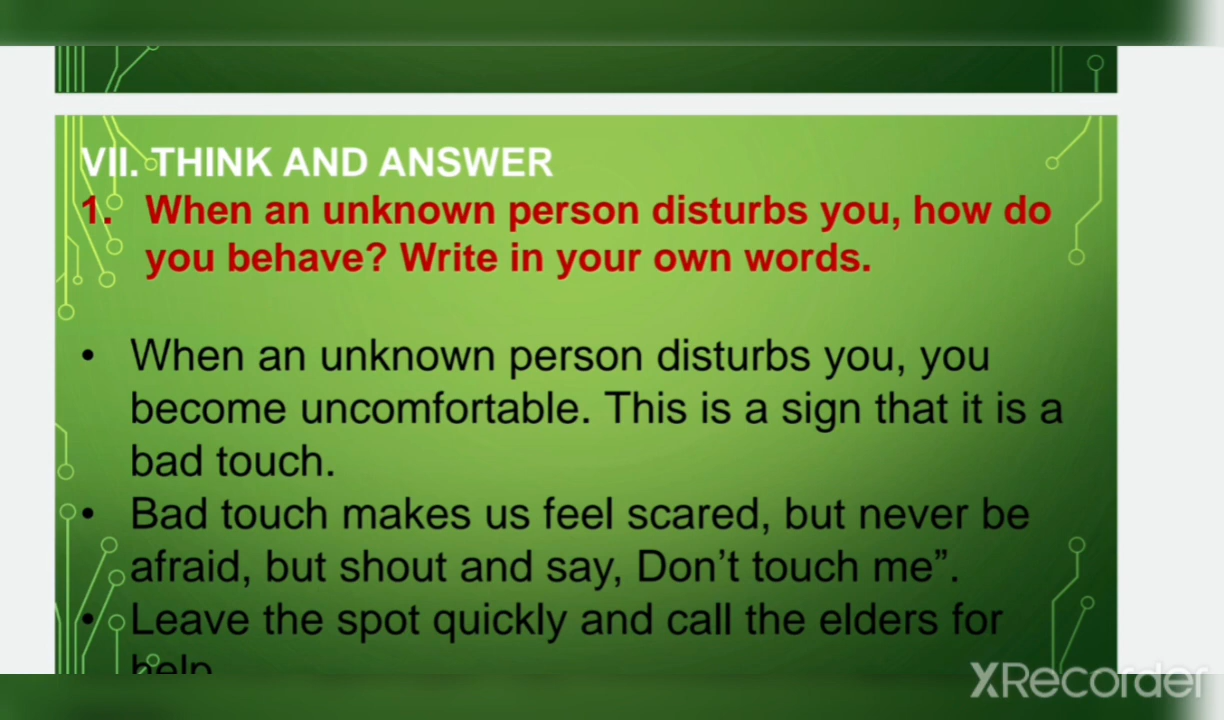 VII. THINK AND ANSWER
1. When an unknown person disturbs you, how do
you behave? Write in your own words.
• When an unknown person disturbs you, you
become uncomfortable. This is a sign that it is a
bad touch.
• Bad touch makes us feel scared, but never be
afraid, but shout and say, Don't touch me”.
• Leave the spot quickly and call the elders for
help
XRecorder